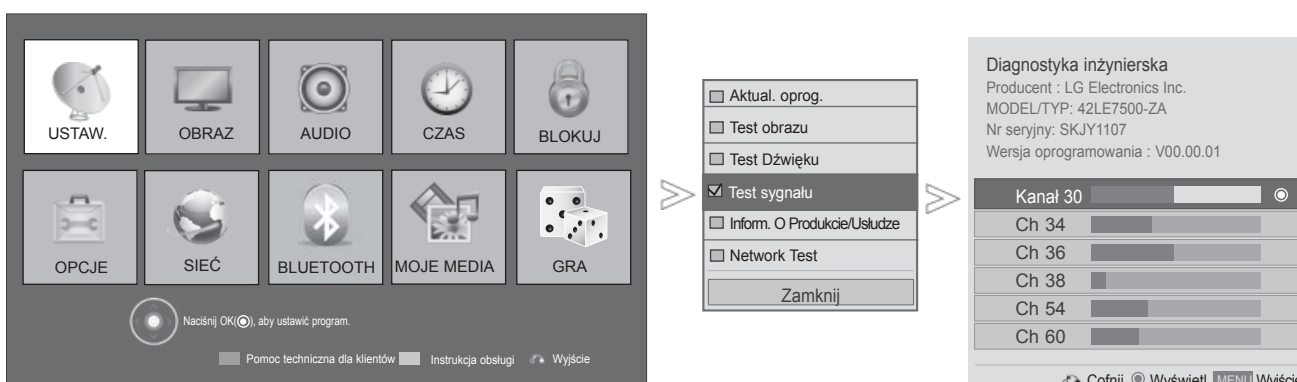 USTAW. OBRAZ AUDIO CZAS BLOKUJ
OPCJE SIEĆ BLUETOOTH MOJE MEDIA GRA
Naciśnij OK(◉), aby ustawić program.
Pomoc techniczna dla klientów Instrukcja obsługi Wyjście
Aktual. oprog.
Test obrazu
Test Dźwięku
Test sygnału
Inform. O Produkcie/Usłudze
Network Test
Zamknij
Diagnostyka inżynierska
Producent : LG Electronics Inc.
MODEL/TYP: 42LE7500-ZA
Nr seryjny: SKJY1107
Wersja oprogramowania : V00.00.01
Kanał 30
Ch 34
Ch 36
Ch 38
Ch 54
Ch 60
Cofnij ◉ Wyświetl MENU Wyjście